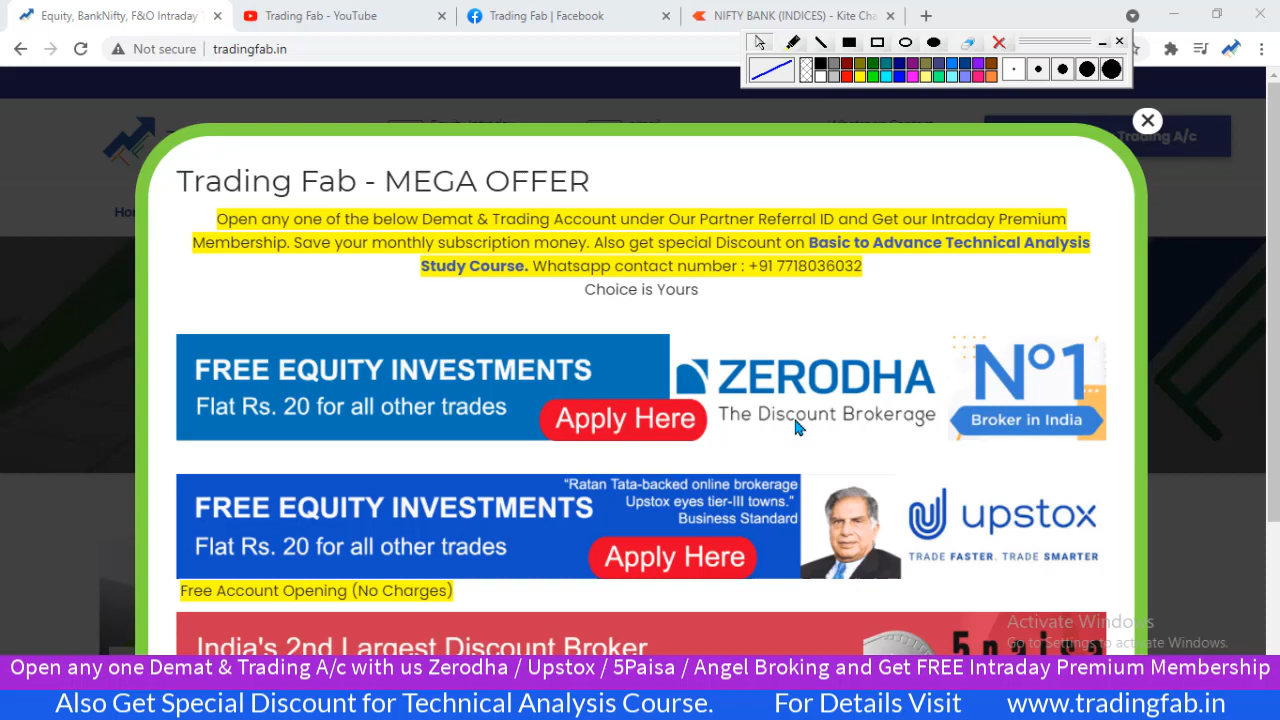 Equity, BankNifty, F&O Intraday
Trading Fab - YouTube
Trading Fab | Facebook
NIFTY BANK (INDICES) - Kite Cha
Not secure
tradingfab.in
Trading A/c
Trading Fab - MEGA OFFER
Open any one of the below Demat & Trading Account under Our Partner Referral ID and Get our Intraday Premium
Membership. Save your monthly subscription money. Also get special Discount on Basic to Advance Technical Analysis
Study Course. Whatsapp contact number : +91 7718036032
Choice is Yours
FREE EQUITY INVESTMENTS
Flat Rs. 20 for all other trades
Apply Here
ZERODHA
The Discount Brokerage
Nº1
Broker in India
FREE EQUITY INVESTMENTS
Flat Rs. 20 for all other trades
"Ratan Tata-backed online brokerage
Upstox eyes tier-III towns."
Business Standard
Apply Here
upstox
TRADE FASTER. TRADE SMARTER
Free Account Opening (No Charges)
India's 2nd Largest Discount Broker
Activate Windows
Go to Settings to activate Windows.
Open any one Demat & Trading A/c with us Zerodha / Upstox / 5Paisa / Angel Broking and Get FREE Intraday Premium Membership
Also Get Special Discount for Technical Analysis Course.
For Details Visit
www.tradingfab.in